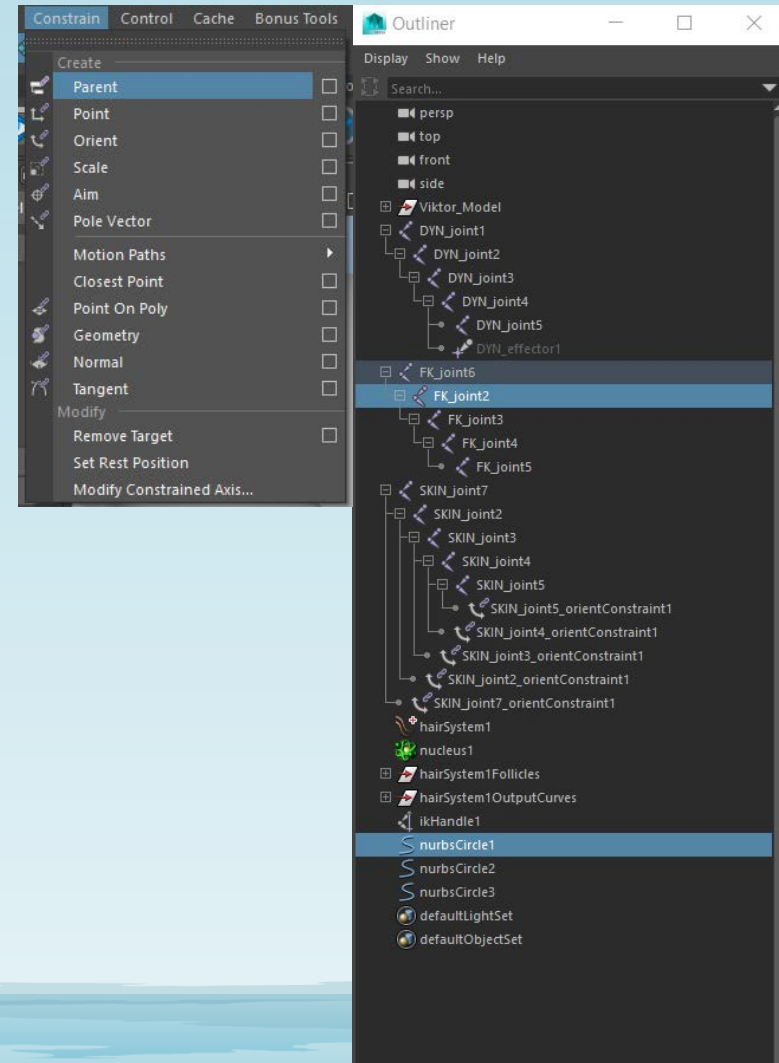 Constrain Control Cache Bonus Tools
Create
Parent
Point
Orient
Scale
Aim
Pole Vector
Motion Paths
Closest Point
Point On Poly
Geometry
Normal
Tangent
Modify
Remove Target
Set Rest Position
Modify Constrained Axis...
Outliner
Display Show Help
Search...
persp
top
front
side
Viktor_Model
DYN_joint1
DYN_joint2
DYN_joint3
DYN_joint4
DYN_joint5
DYN_effector1
FK_joint6
FK_joint2
FK_joint3
FK_joint4
FK_joint5
SKIN_joint7
SKIN_joint2
SKIN_joint3
SKIN_joint4
SKIN_joint5
SKIN_joint5_orientConstraint1
SKIN_joint4_orientConstraint1
SKIN_joint3_orientConstraint1
SKIN_joint2_orientConstraint1
SKIN_joint7_orientConstraint1
hairSystem1
nucleus1
hairSystem1Follicles
hairSystem1OutputCurves
ikHandle1
nurbsCircle1
nurbsCircle2
nurbsCircle3
defaultLightSet
defaultObjectSet